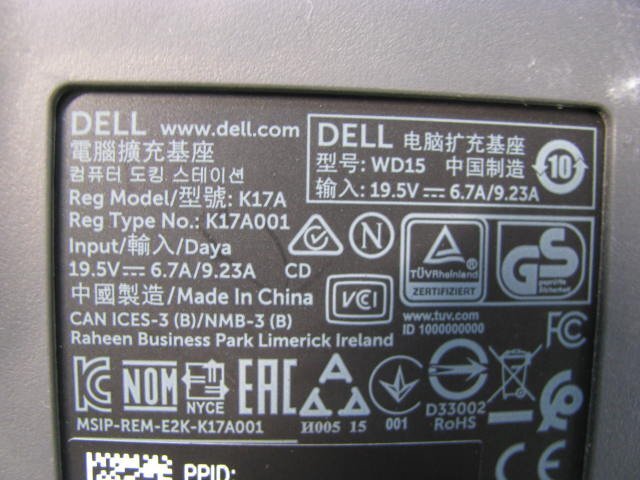 DELL www.dell.com
電腦擴充基座
컴퓨터 도킹 스테이션
Reg Model/型號: K17A
Reg Type No.: K17A001
Input/輸入/Daya
19.5V⎓ 6.7A/9.23A CD
中國製造/Made In China
CAN ICES-3 (B)/NMB-3 (B)
Raheen Business Park Limerick Ireland
DELL 电脑扩充基座
型号: WD15 中国制造
输入: 19.5V⎓ 6.7A/9.23A
10
N
TÜVRheinland
ZERTIFIZIERT
GS
geprüfte
Sicherheit
VCI
www.tuv.com
ID 1000000000
FC
KC NOM NYCE EAC
MSIP-REM-E2K-K17A001
И005 15
001
D33002
RoHS
CE
PPID: